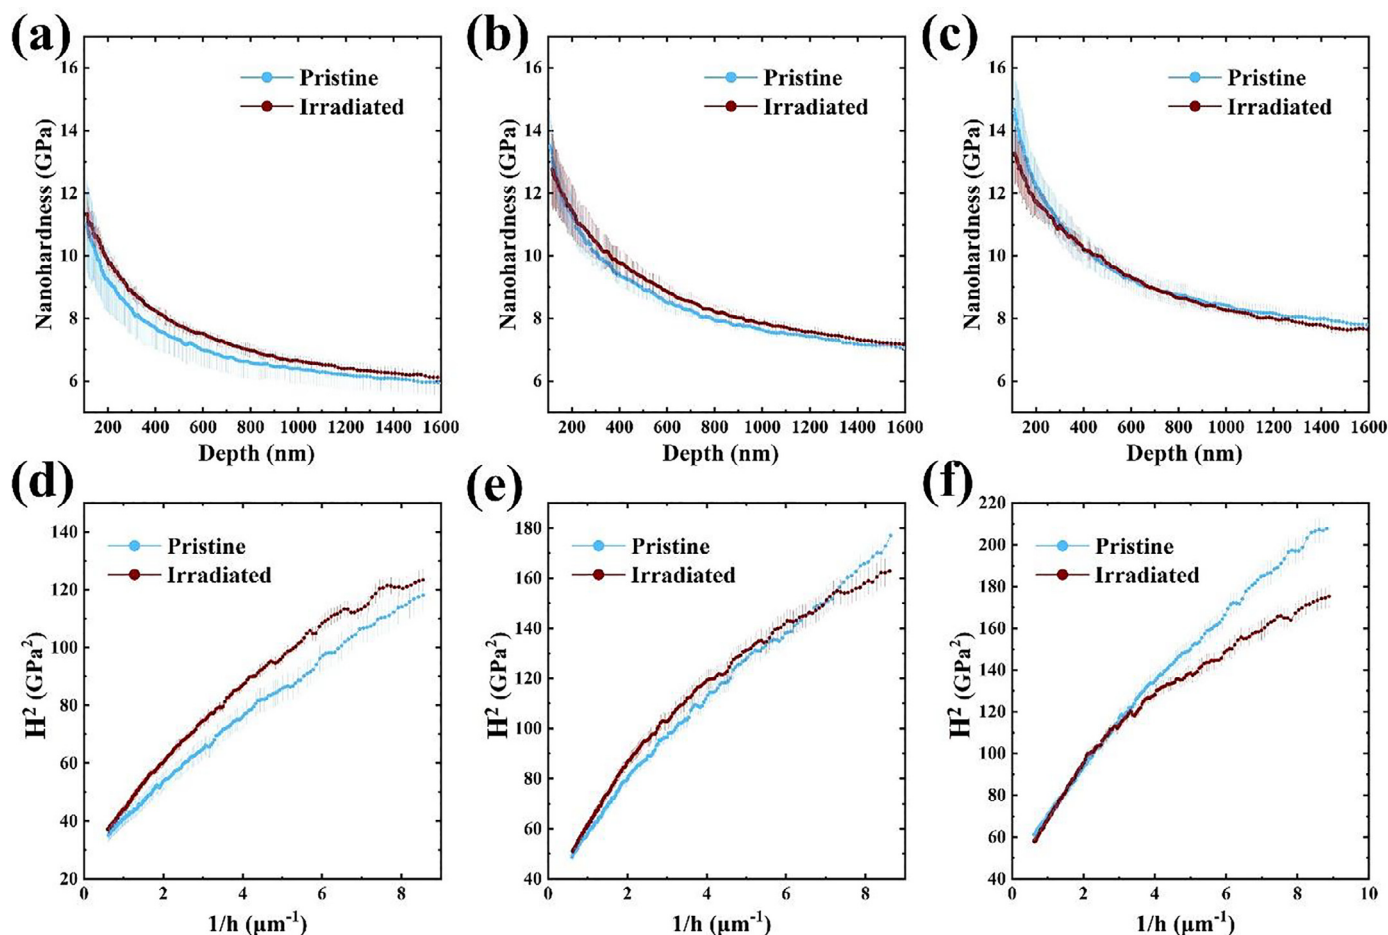 (a)
Pristine
Irradiated
Nanohardness (GPa)
16
14
12
10
8
6
200 400 600 800 1000 1200 1400 1600
Depth (nm)
(b)
Pristine
Irradiated
Nanohardness (GPa)
16
14
12
10
8
6
200 400 600 800 1000 1200 1400 1600
Depth (nm)
(c)
Pristine
Irradiated
Nanohardness (GPa)
16
14
12
10
8
6
200 400 600 800 1000 1200 1400 1600
Depth (nm)
(d)
Pristine
Irradiated
H² (GPa²)
140
120
100
80
60
40
20
0 2 4 6 8
1/h (μm⁻¹)
(e)
Pristine
Irradiated
H² (GPa²)
180
160
140
120
100
80
60
40
0 2 4 6 8
1/h (μm⁻¹)
(f)
Pristine
Irradiated
H² (GPa²)
220
200
180
160
140
120
100
80
60
40
0 2 4 6 8 10
1/h (μm⁻¹)